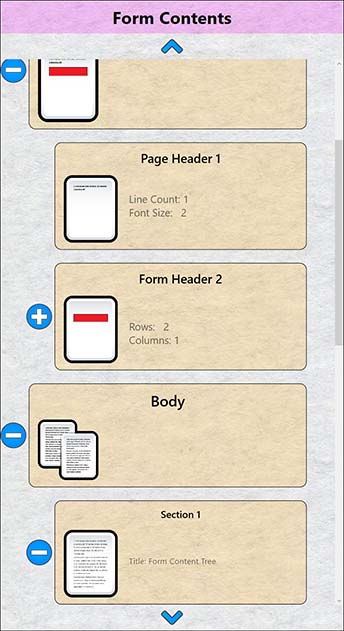 Form Contents
Page Header 1
Line Count: 1
Font Size: 2
Form Header 2
Rows: 2
Columns: 1
Body
Section 1
Title: Form Content Tree